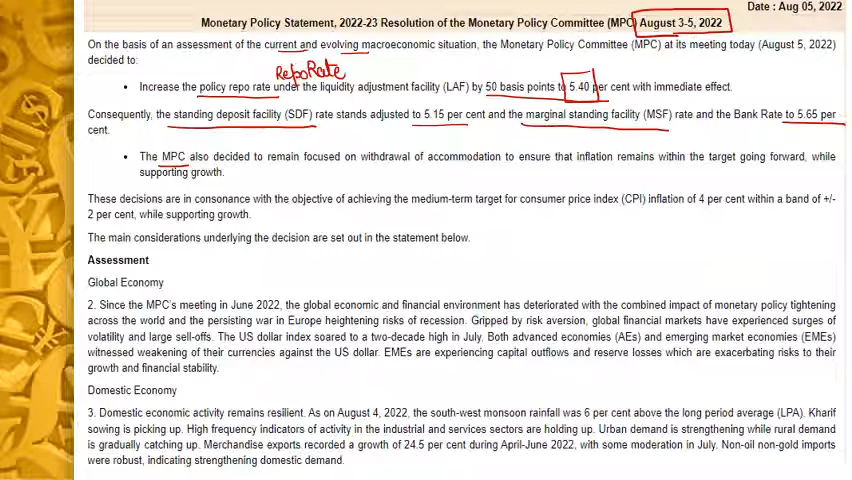 Date : Aug 05, 2022
Monetary Policy Statement, 2022-23 Resolution of the Monetary Policy Committee (MPC) August 3-5, 2022
On the basis of an assessment of the current and evolving macroeconomic situation, the Monetary Policy Committee (MPC) at its meeting today (August 5, 2022)
decided to:
RepoRate
• Increase the policy repo rate under the liquidity adjustment facility (LAF) by 50 basis points to 5.40 per cent with immediate effect.
Consequently, the standing deposit facility (SDF) rate stands adjusted to 5.15 per cent and the marginal standing facility (MSF) rate and the Bank Rate to 5.65 per
cent.
• The MPC also decided to remain focused on withdrawal of accommodation to ensure that inflation remains within the target going forward, while
supporting growth.
These decisions are in consonance with the objective of achieving the medium-term target for consumer price index (CPI) inflation of 4 per cent within a band of +/-
2 per cent, while supporting growth.
The main considerations underlying the decision are set out in the statement below.
Assessment
Global Economy
2. Since the MPC's meeting in June 2022, the global economic and financial environment has deteriorated with the combined impact of monetary policy tightening
across the world and the persisting war in Europe heightening risks of recession. Gripped by risk aversion, global financial markets have experienced surges of
volatility and large sell-offs. The US dollar index soared to a two-decade high in July. Both advanced economies (AEs) and emerging market economies (EMEs)
witnessed weakening of their currencies against the US dollar. EMEs are experiencing capital outflows and reserve losses which are exacerbating risks to their
growth and financial stability.
Domestic Economy
3. Domestic economic activity remains resilient. As on August 4, 2022, the south-west monsoon rainfall was 6 per cent above the long period average (LPA). Kharif
sowing is picking up. High frequency indicators of activity in the industrial and services sectors are holding up. Urban demand is strengthening while rural demand
is gradually catching up. Merchandise exports recorded a growth of 24.5 per cent during April-June 2022, with some moderation in July. Non-oil non-gold imports
were robust, indicating strengthening domestic demand.